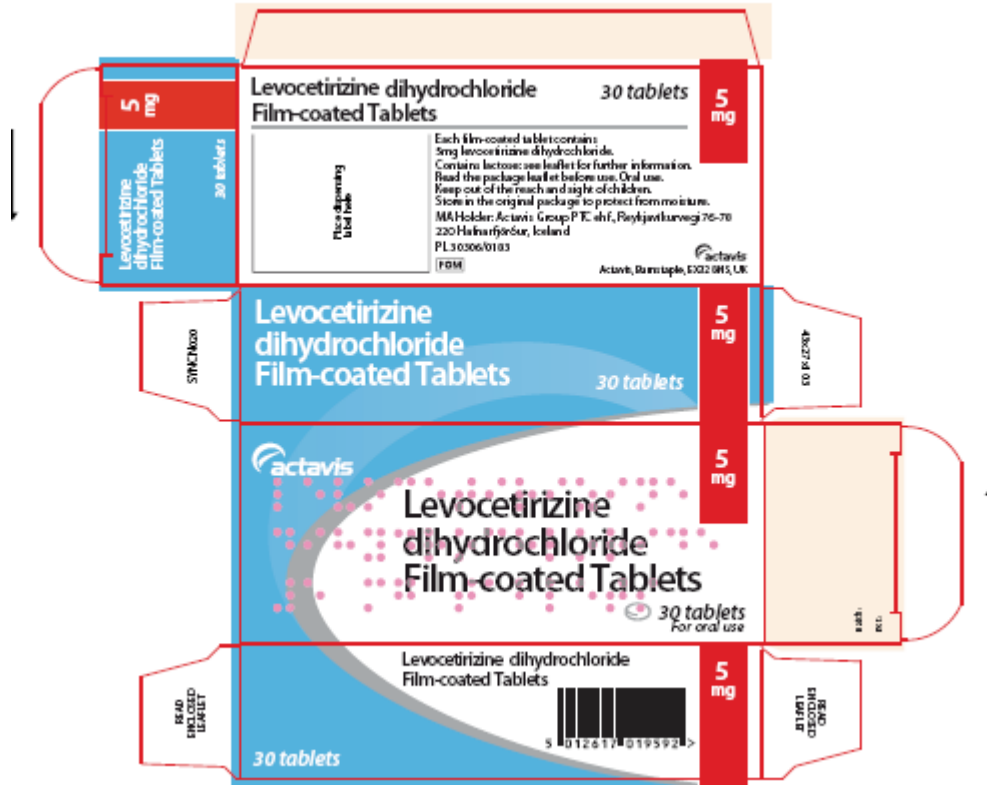 Levocetirizine dihydrochloride
Film-coated Tablets
30 tablets
5
mg
Each film-coated tablet contains
5mg levocetirizine dihydrochloride.
Contains lactose: see leaflet for further information.
Read the package leaflet before use. Oral use.
Keep out of the reach and sight of children.
Store in the original package to protect from moisture.
MA Holder: Actavis Group PTC ehf., Reykjavikurvegi 76-78
220 Hafnarfjörður, Iceland
PL 30306/0103
POM
actavis
Actavis, Barnstaple, EX32 8NS, UK
Place dispensing
label here
5
mg
Levocetirizine
dihydrochloride
Film-coated Tablets
30 tablets
Levocetirizine
dihydrochloride
Film-coated Tablets
30 tablets
5
mg
actavis
Levocetirizine
dihydrochloride
Film-coated Tablets
30 tablets
For oral use
5
mg
Levocetirizine dihydrochloride
Film-coated Tablets
30 tablets
5
mg
5 012617 019592 >
READ
ENCLOSED
LEAFLET
READ
ENCLOSED
LEAFLET